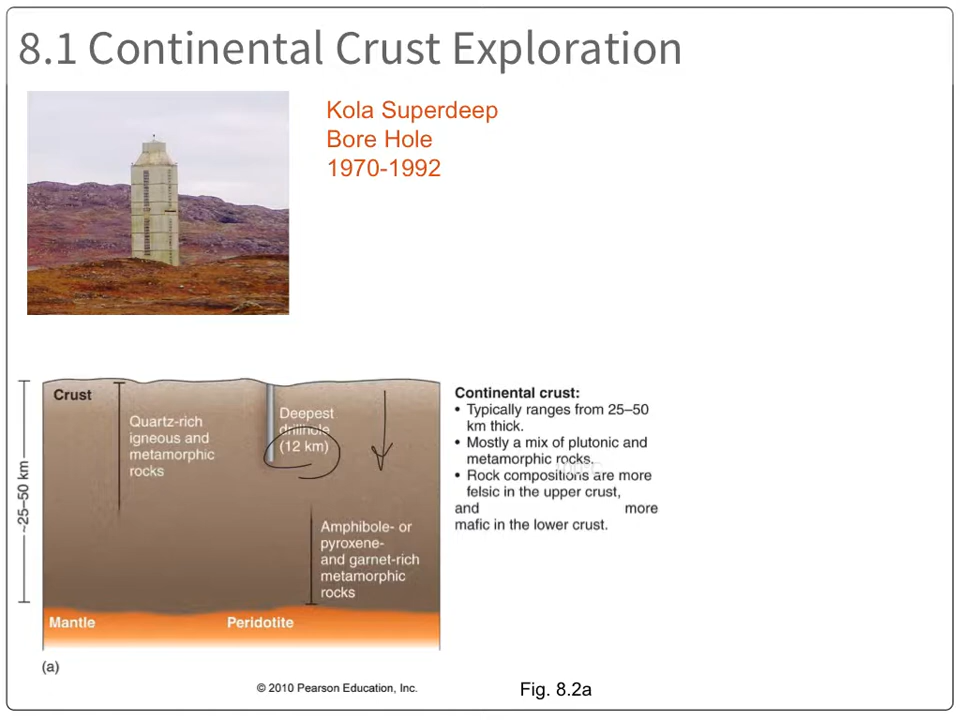 8.1 Continental Crust Exploration
Kola Superdeep
Bore Hole
1970-1992
Crust
Quartz-rich
igneous and
metamorphic
rocks
Deepest
drillhole
(12 km)
~25–50 km
Amphibole- or
pyroxene-
and garnet-rich
metamorphic
rocks
Mantle
Peridotite
(a)
Continental crust:
• Typically ranges from 25–50
km thick.
• Mostly a mix of plutonic and
metamorphic rocks.
• Rock compositions are more
felsic in the upper crust,
and more
mafic in the lower crust.
© 2010 Pearson Education, Inc.
Fig. 8.2a